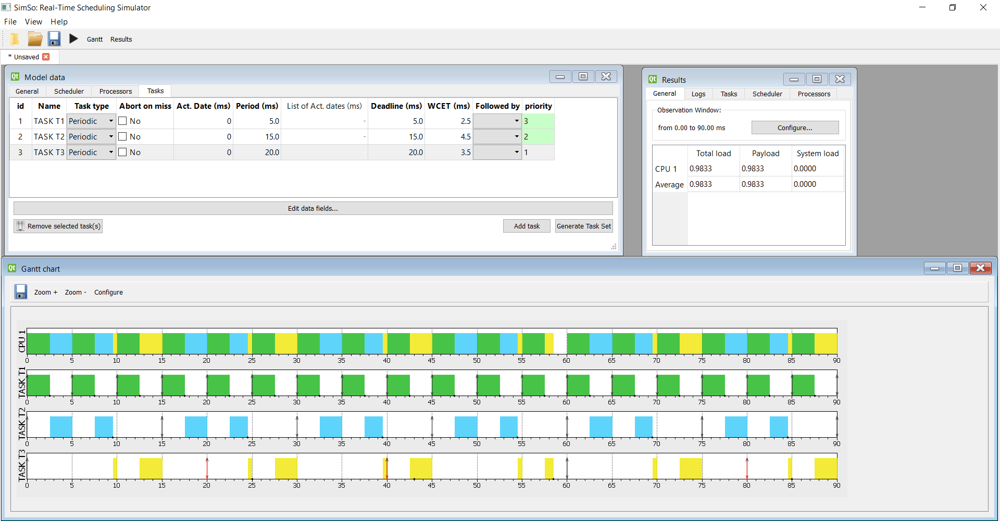 SimSo: Real-Time Scheduling Simulator
File View Help
Gantt Results
* Unsaved
Qt Model data
General Scheduler Processors Tasks
id Name Task type Abort on miss Act. Date (ms) Period (ms) List of Act. dates (ms) Deadline (ms) WCET (ms) Followed by priority
1 TASK T1 Periodic No 0 5.0 - 5.0 2.5 3
2 TASK T2 Periodic No 0 15.0 - 15.0 4.5 2
3 TASK T3 Periodic No 0 20.0 20.0 3.5 1
Edit data fields...
Remove selected task(s) Add task Generate Task Set
Qt Results
General Logs Tasks Scheduler Processors
Observation Window:
from 0.00 to 90.00 ms Configure...
Total load Payload System load
CPU 1 0.9833 0.9833 0.0000
Average 0.9833 0.9833 0.0000
Qt Gantt chart
Zoom + Zoom - Configure
CPU 1
0 5 10 15 20 25 30 35 40 45 50 55 60 65 70 75 80 85 90
TASK T1
0 5 10 15 20 25 30 35 40 45 50 55 60 65 70 75 80 85 90
TASK T2
0 5 10 15 20 25 30 35 40 45 50 55 60 65 70 75 80 85 90
TASK T3
0 5 10 15 20 25 30 35 40 45 50 55 60 65 70 75 80 85 90